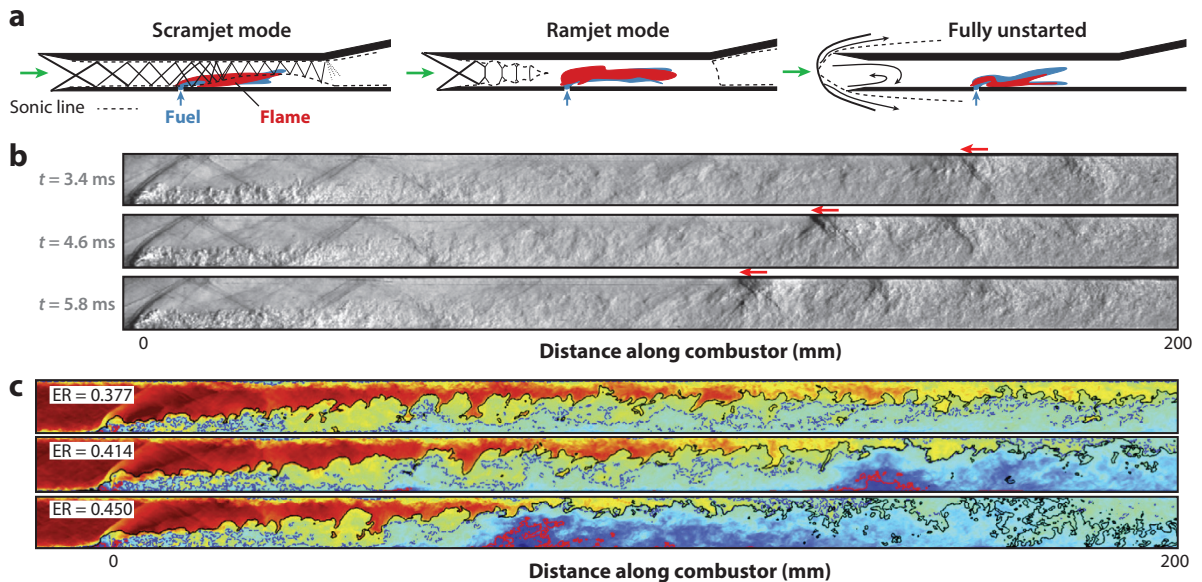 a
Scramjet mode
Ramjet mode
Fully unstarted
Sonic line
Fuel
Flame
b
t = 3.4 ms
t = 4.6 ms
t = 5.8 ms
0
Distance along combustor (mm)
200
c
ER = 0.377
ER = 0.414
ER = 0.450
0
Distance along combustor (mm)
200